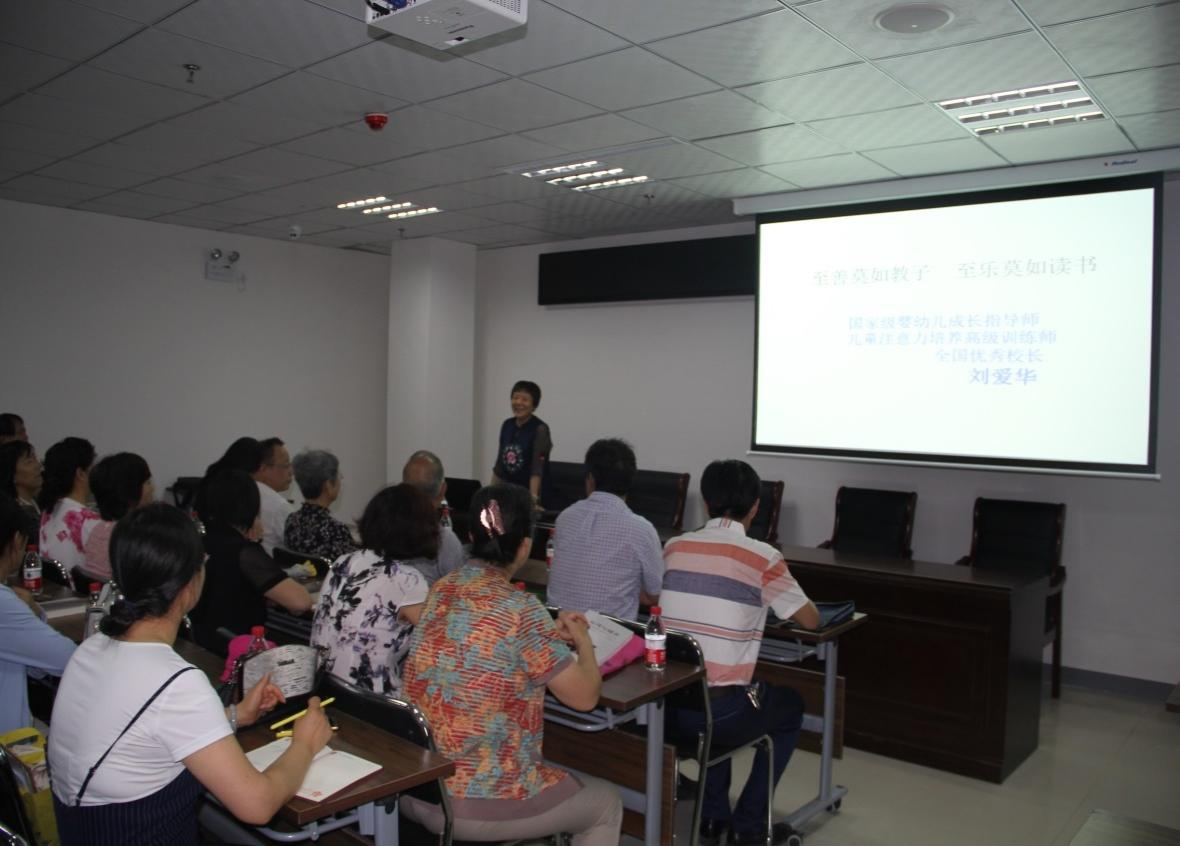 至善莫如教子 至乐莫如读书
国家级婴幼儿成长指导师
儿童注意力培养高级训练师
全国优秀校长
刘爱华